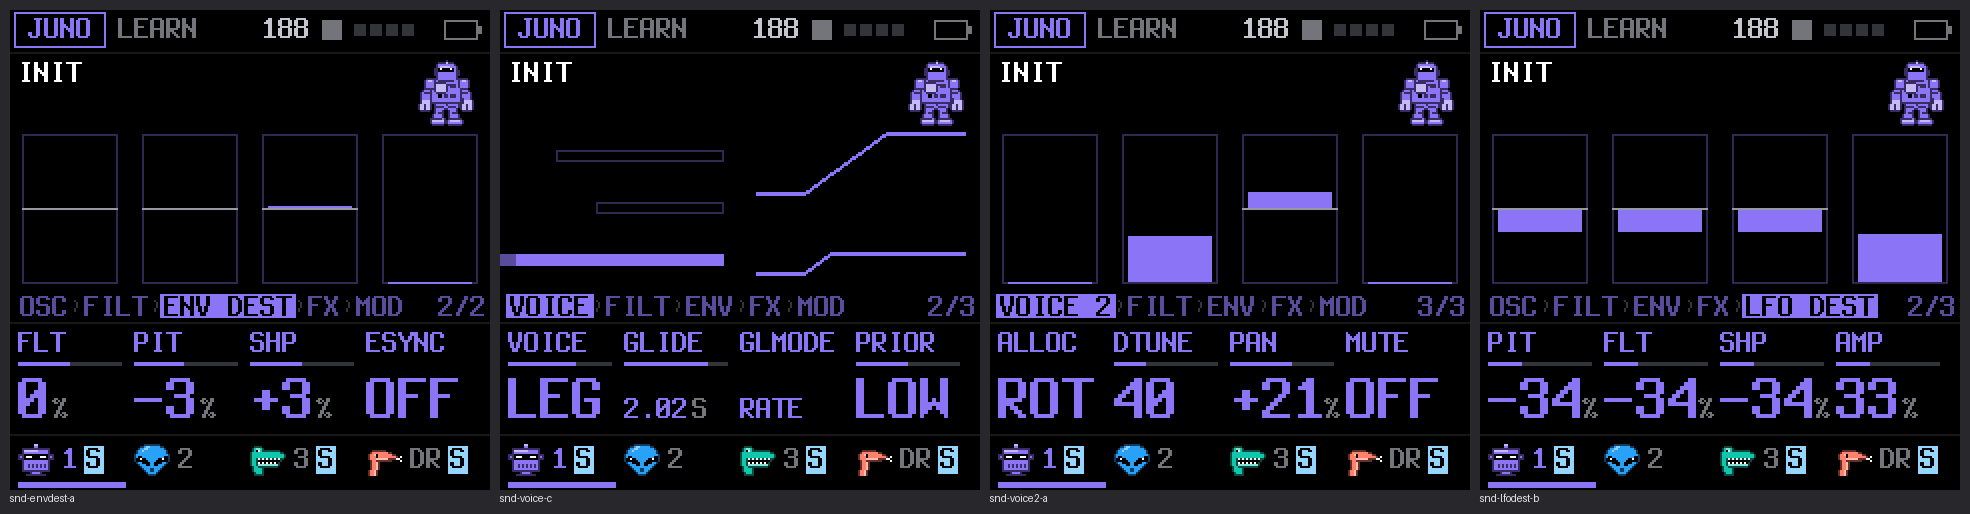 JUNO LEARN 188
INIT
OSC›FILT›ENV DEST›FX›MOD 2/2
FLT PIT SHP ESYNC
0% −3% +3% OFF
1 S 2 3 S DR S
snd-envdest-a
JUNO LEARN 188
INIT
VOICE›FILT›ENV›FX›MOD 2/3
VOICE GLIDE GLMODE PRIOR
LEG 2.02S RATE LOW
1 S 2 3 S DR S
snd-voice-c
JUNO LEARN 188
INIT
VOICE 2›FILT›ENV›FX›MOD 3/3
ALLOC DTUNE PAN MUTE
ROT 40 +21% OFF
1 S 2 3 S DR S
snd-voice2-a
JUNO LEARN 188
INIT
OSC›FILT›ENV›FX›LFO DEST 2/3
PIT FLT SHP AMP
−34% −34% −34% 33%
1 S 2 3 S DR S
snd-lfodest-b